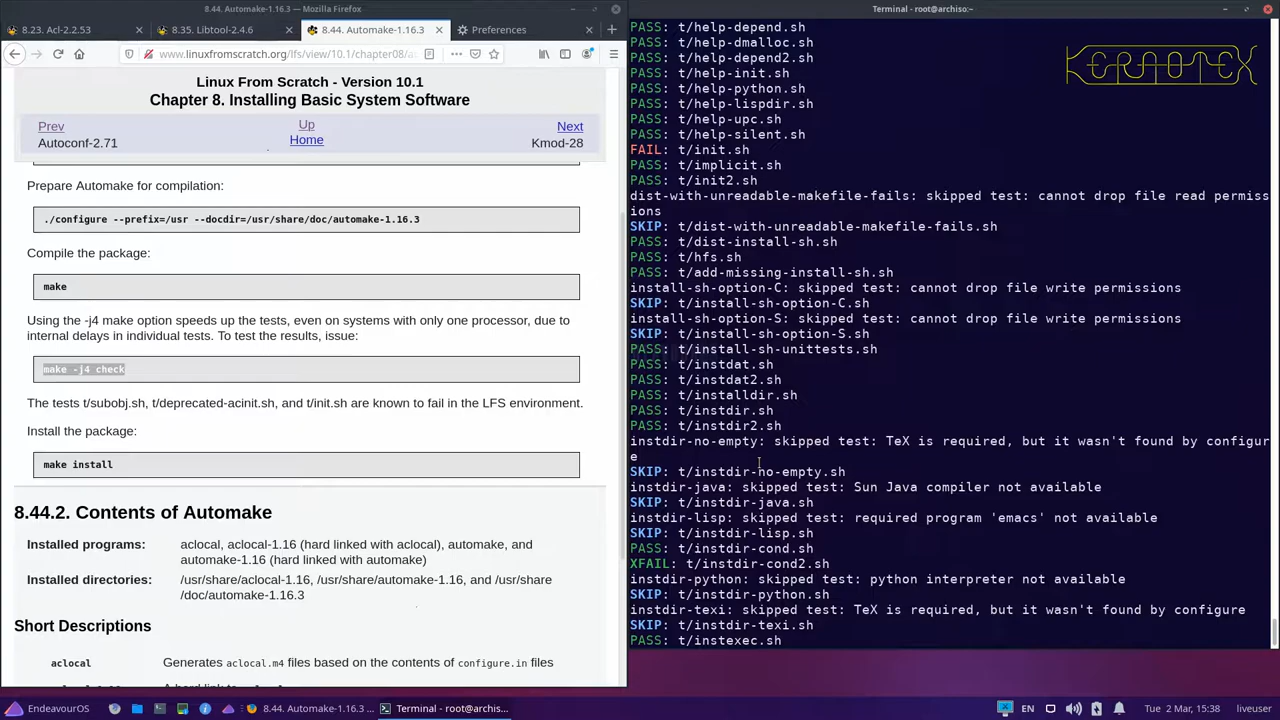 8.44. Automake-1.16.3 — Mozilla Firefox
8.23. Acl-2.2.53
8.35. Libtool-2.4.6
8.44. Automake-1.16.3
Preferences
www.linuxfromscratch.org/lfs/view/10.1/chapter08/a
Linux From Scratch - Version 10.1
Chapter 8. Installing Basic System Software
Prev
Up
Next
Autoconf-2.71
Home
Kmod-28
Prepare Automake for compilation:
./configure --prefix=/usr --docdir=/usr/share/doc/automake-1.16.3
Compile the package:
make
Using the -j4 make option speeds up the tests, even on systems with only one processor, due to
internal delays in individual tests. To test the results, issue:
make -j4 check
The tests t/subobj.sh, t/deprecated-acinit.sh, and t/init.sh are known to fail in the LFS environment.
Install the package:
make install
8.44.2. Contents of Automake
Installed programs: aclocal, aclocal-1.16 (hard linked with aclocal), automake, and
automake-1.16 (hard linked with automake)
Installed directories: /usr/share/aclocal-1.16, /usr/share/automake-1.16, and /usr/share
/doc/automake-1.16.3
Short Descriptions
aclocal Generates aclocal.m4 files based on the contents of configure.in files
Terminal - root@archiso:~
KERNOTEX
PASS: t/help-depend.sh
PASS: t/help-dmalloc.sh
PASS: t/help-depend2.sh
PASS: t/help-init.sh
PASS: t/help-python.sh
PASS: t/help-lispdir.sh
PASS: t/help-upc.sh
PASS: t/help-silent.sh
FAIL: t/init.sh
PASS: t/implicit.sh
PASS: t/init2.sh
dist-with-unreadable-makefile-fails: skipped test: cannot drop file read permiss
ions
SKIP: t/dist-with-unreadable-makefile-fails.sh
PASS: t/dist-install-sh.sh
PASS: t/hfs.sh
PASS: t/add-missing-install-sh.sh
install-sh-option-C: skipped test: cannot drop file write permissions
SKIP: t/install-sh-option-C.sh
install-sh-option-S: skipped test: cannot drop file write permissions
SKIP: t/install-sh-option-S.sh
PASS: t/install-sh-unittests.sh
PASS: t/instdat.sh
PASS: t/instdat2.sh
PASS: t/installdir.sh
PASS: t/instdir.sh
PASS: t/instdir2.sh
instdir-no-empty: skipped test: TeX is required, but it wasn't found by configur
e
SKIP: t/instdir-no-empty.sh
instdir-java: skipped test: Sun Java compiler not available
SKIP: t/instdir-java.sh
instdir-lisp: skipped test: required program 'emacs' not available
SKIP: t/instdir-lisp.sh
PASS: t/instdir-cond.sh
XFAIL: t/instdir-cond2.sh
instdir-python: skipped test: python interpreter not available
SKIP: t/instdir-python.sh
instdir-texi: skipped test: TeX is required, but it wasn't found by configure
SKIP: t/instdir-texi.sh
PASS: t/instexec.sh
EndeavourOS
8.44. Automake-1.16.3 ...
Terminal - root@archis...
EN
Tue 2 Mar, 15:38
liveuser